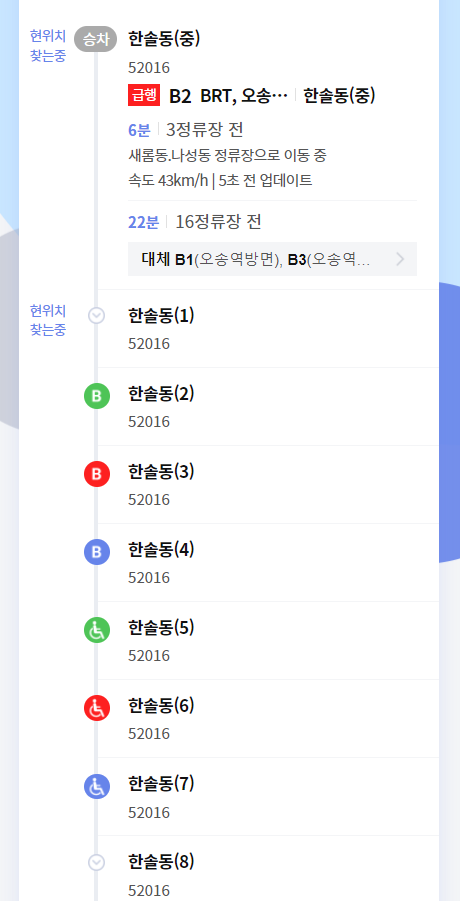 현위치
찾는중
승차
한솔동(중)
52016
급행 B2 BRT, 오송··· 한솔동(중)
6분 3정류장 전
새롬동.나성동 정류장으로 이동 중
속도 43km/h | 5초 전 업데이트
22분 16정류장 전
대체 B1(오송역방면), B3(오송역...
현위치
찾는중
한솔동(1)
52016
B
한솔동(2)
52016
B
한솔동(3)
52016
B
한솔동(4)
52016
한솔동(5)
52016
한솔동(6)
52016
한솔동(7)
52016
한솔동(8)
52016